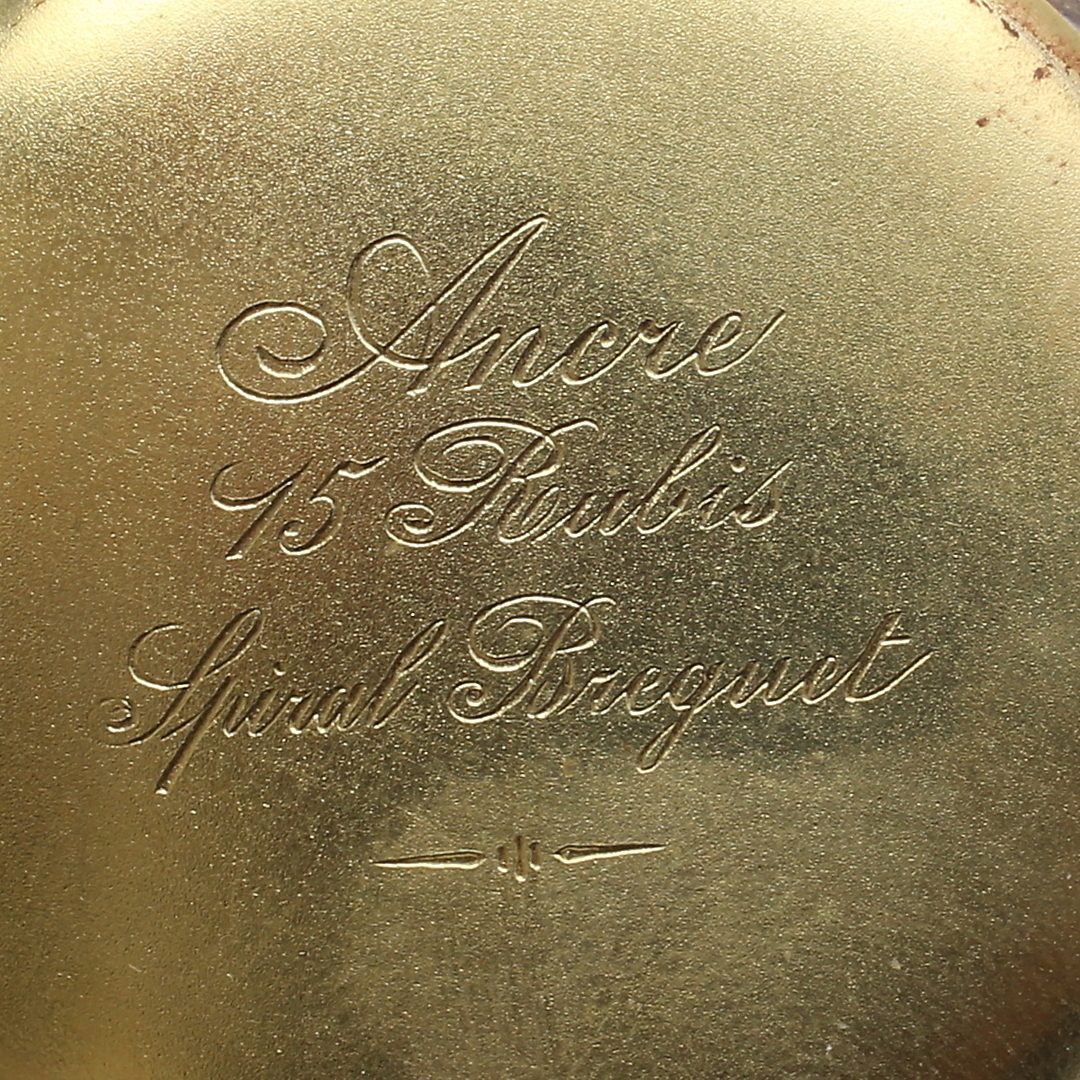 Ancre
15 Rubis
Spiral Breguet